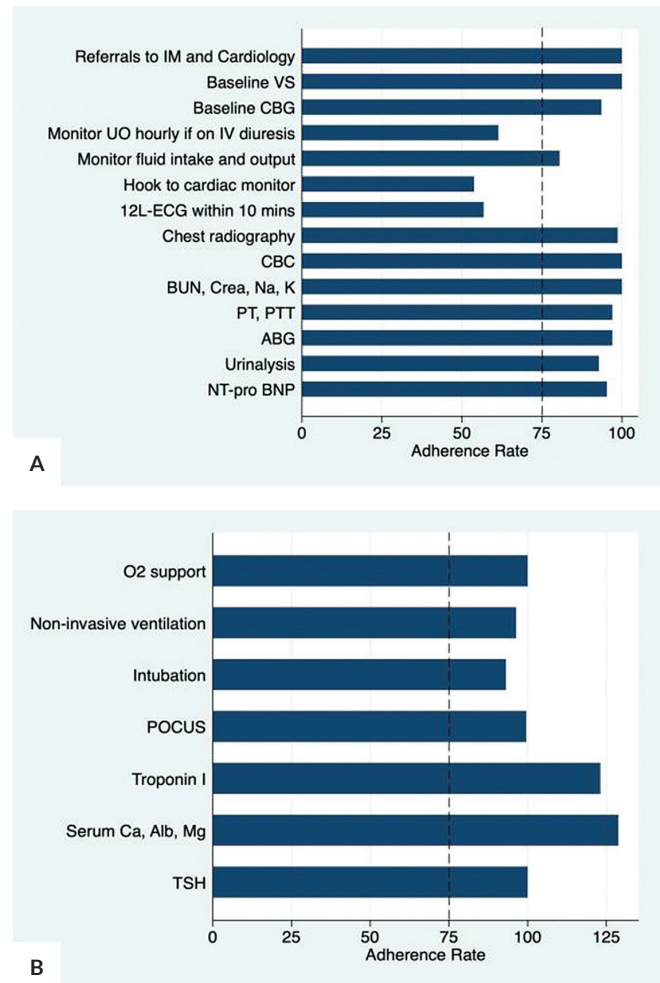 Referrals to IM and Cardiology
Baseline VS
Baseline CBG
Monitor UO hourly if on IV diuresis
Monitor fluid intake and output
Hook to cardiac monitor
12L-ECG within 10 mins
Chest radiography
CBC
BUN, Crea, Na, K
PT, PTT
ABG
Urinalysis
NT-pro BNP
0 25 50 75 100
Adherence Rate
A
O2 support
Non-invasive ventilation
Intubation
POCUS
Troponin I
Serum Ca, Alb, Mg
TSH
0 25 50 75 100 125
Adherence Rate
B